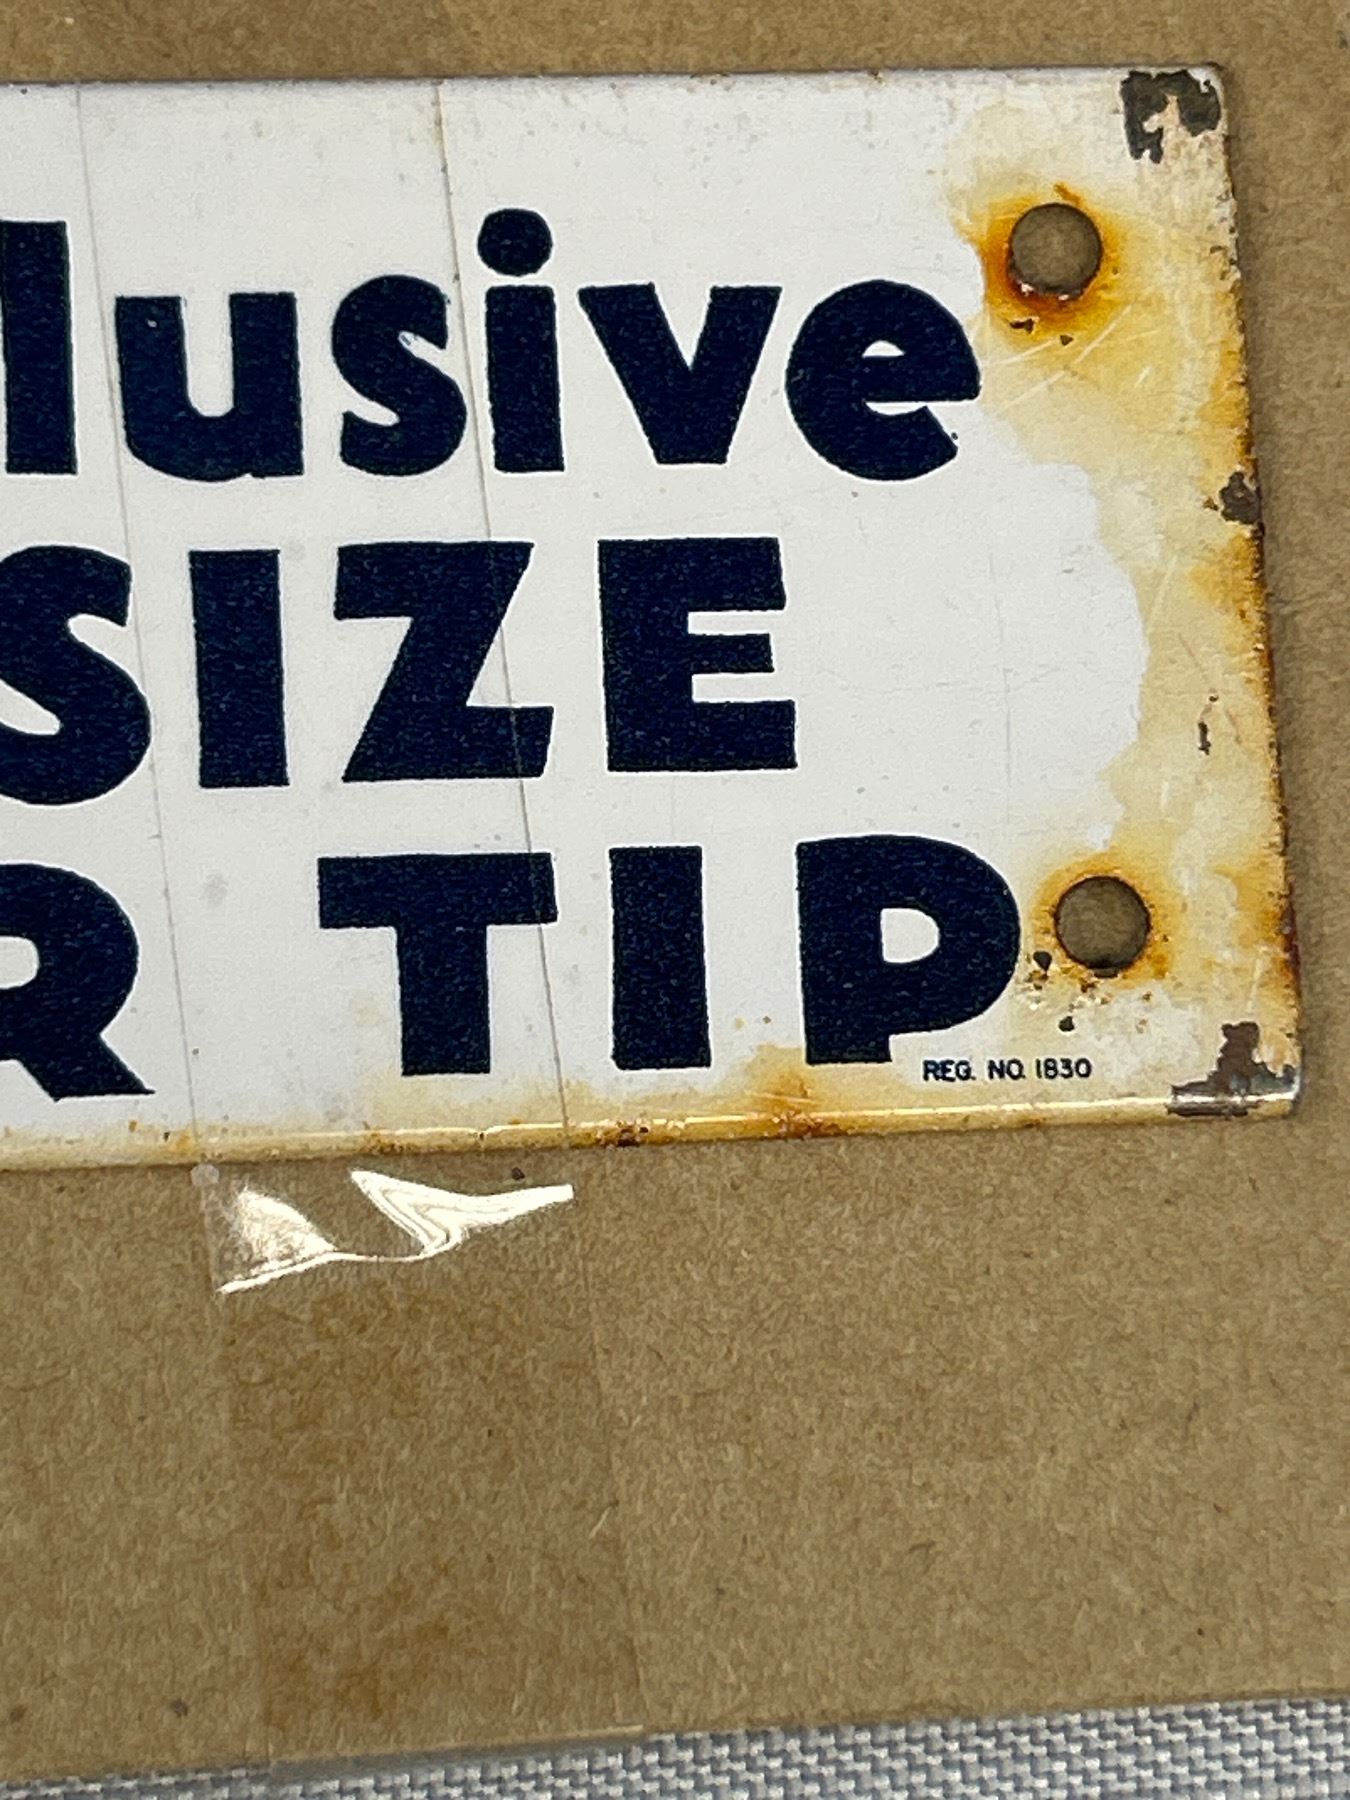 lusive
SIZE
R TIP
REG. NO. 1830